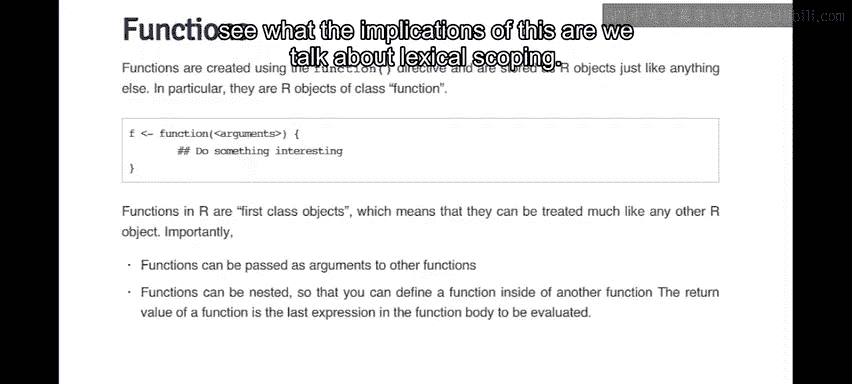 Functions
see what the implications of this are we
talk about lexical scoping.
Functions are created using the function() directive and are stored as R objects just like anything
else. In particular, they are R objects of class “function”.
f <- function(<arguments>) {
## Do something interesting
}
Functions in R are “first class objects”, which means that they can be treated much like any other R
object. Importantly,
· Functions can be passed as arguments to other functions
· Functions can be nested, so that you can define a function inside of another function The return
value of a function is the last expression in the function body to be evaluated.